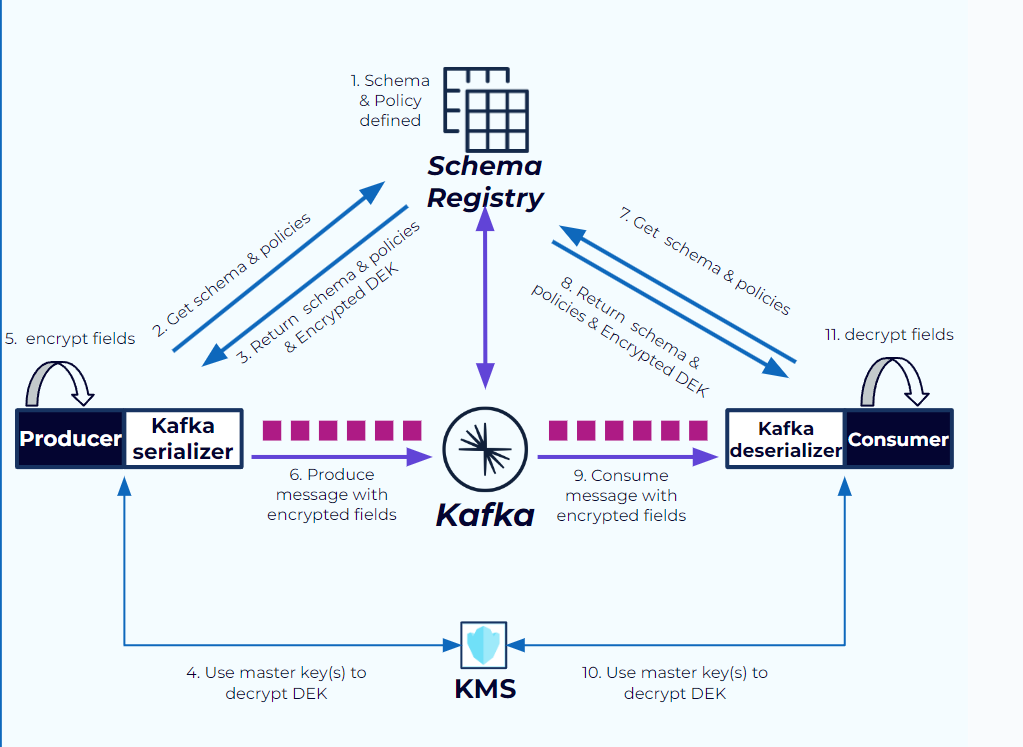 1. Schema
& Policy
defined
Schema
Registry
2. Get schema & policies
3. Return schema & policies
& Encrypted DEK
7. Get schema & policies
8. Return schema &
policies & Encrypted DEK
5. encrypt fields
11. decrypt fields
Producer
Kafka
serializer
Kafka
deserializer
Consumer
6. Produce
message with
encrypted fields
Kafka
9. Consume
message with
encrypted fields
4. Use master key(s) to
decrypt DEK
KMS
10. Use master key(s) to
decrypt DEK